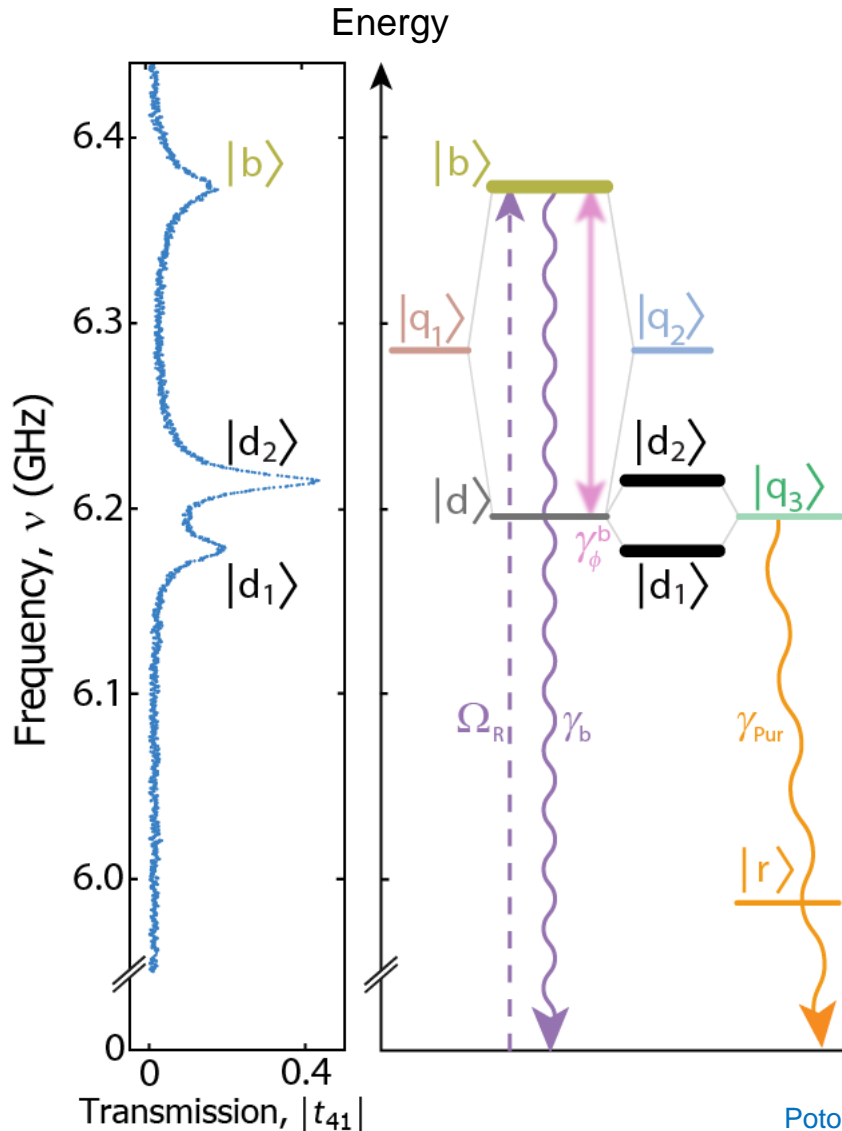 Energy
6.4
6.3
6.2
6.1
6.0
0
Frequency, ν (GHz)
|b⟩
|d₂⟩
|d₁⟩
0 0.4
Transmission, |t₄₁|
|b⟩
|q₁⟩ |q₂⟩
|d₂⟩
|d⟩ |q₃⟩
γ_ϕ^b
|d₁⟩
Ω_R γ_b γ_Pur
|r⟩
Poto